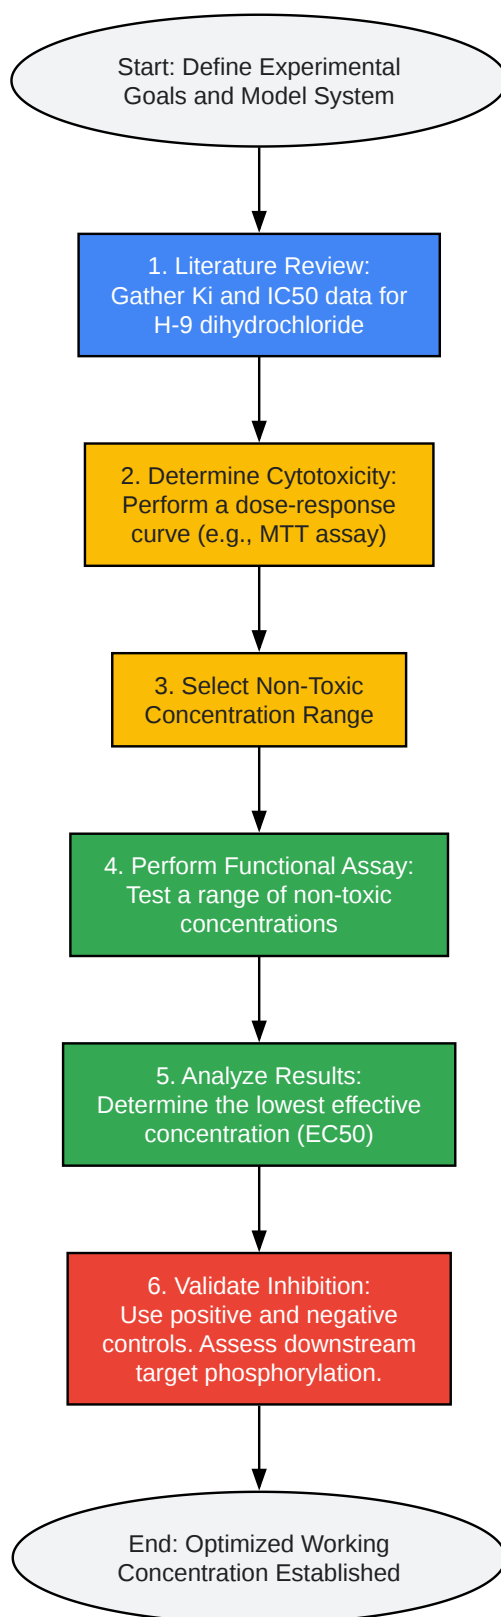 Start: Define Experimental
Goals and Model System
1. Literature Review:
Gather Ki and IC50 data for
H-9 dihydrochloride
2. Determine Cytotoxicity:
Perform a dose-response
curve (e.g., MTT assay)
3. Select Non-Toxic
Concentration Range
4. Perform Functional Assay:
Test a range of non-toxic
concentrations
5. Analyze Results:
Determine the lowest effective
concentration (EC50)
6. Validate Inhibition:
Use positive and negative
controls. Assess downstream
target phosphorylation.
End: Optimized Working
Concentration Established